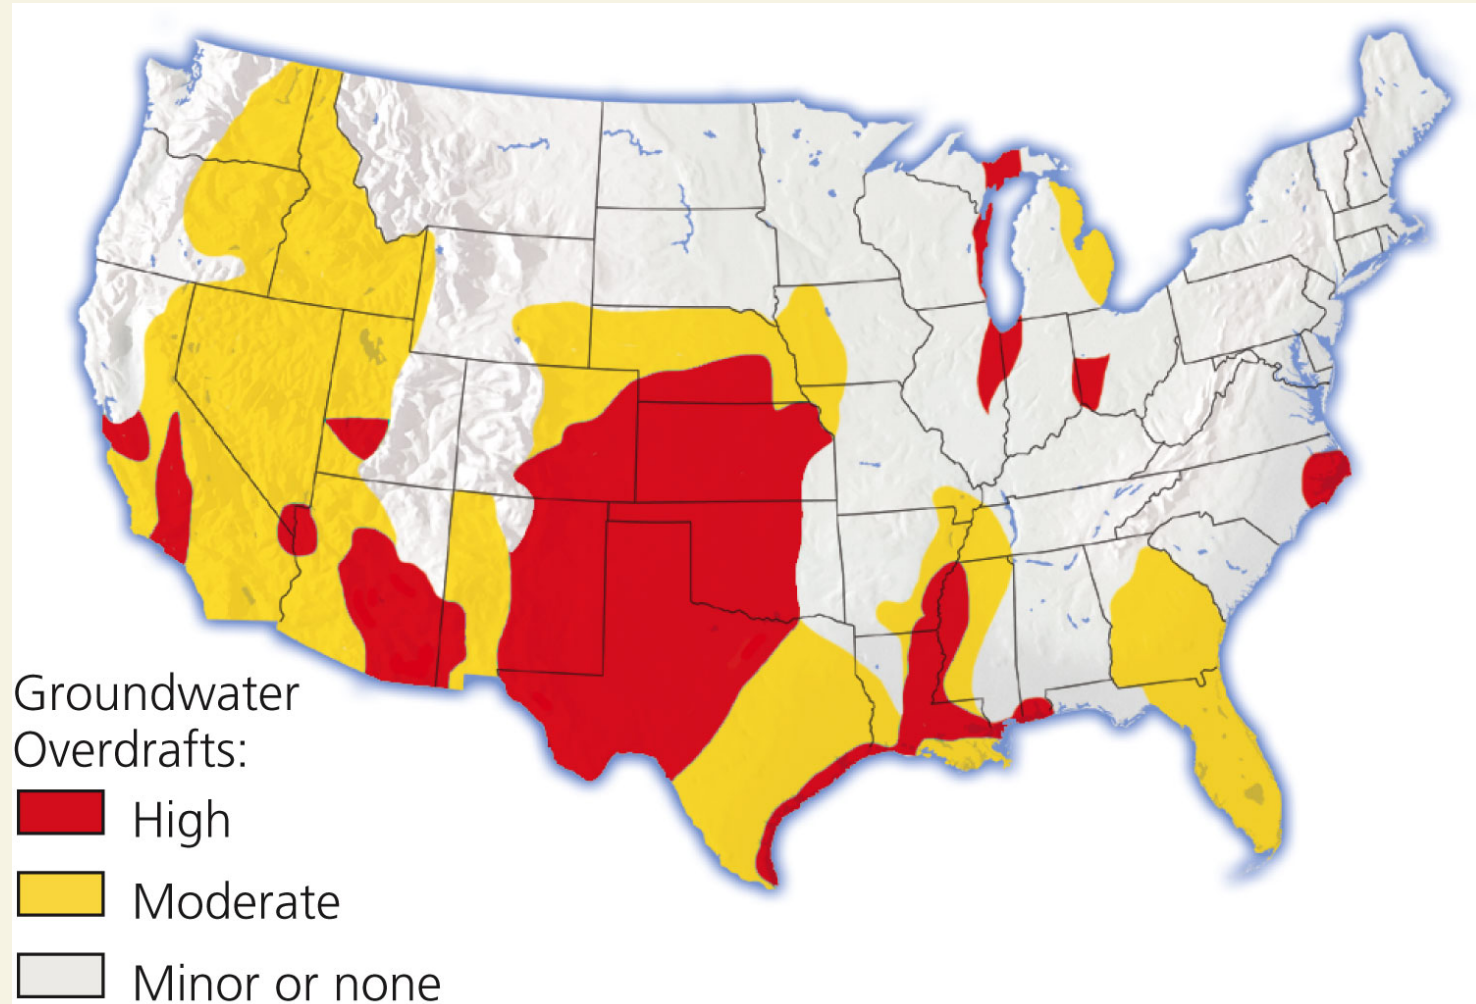 Groundwater
Overdrafts:
High
Moderate
Minor or none